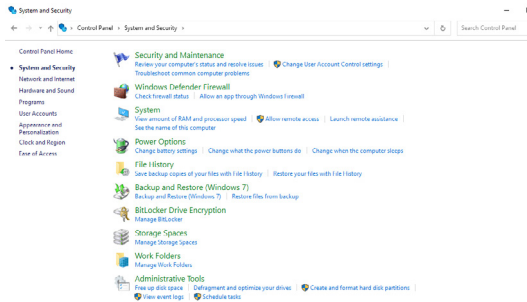 System and Security
Control Panel > System and Security >
Search Control Panel
Control Panel Home
System and Security
Network and Internet
Hardware and Sound
Programs
User Accounts
Appearance and
Personalization
Clock and Region
Ease of Access
Security and Maintenance
Review your computer's status and resolve issues | Change User Account Control settings |
Troubleshoot common computer problems
Windows Defender Firewall
Check firewall status | Allow an app through Windows Firewall
System
View amount of RAM and processor speed | Allow remote access | Launch remote assistance |
See the name of this computer
Power Options
Change battery settings | Change what the power buttons do | Change when the computer sleeps
File History
Save backup copies of your files with File History | Restore your files with File History
Backup and Restore (Windows 7)
Backup and Restore (Windows 7) | Restore files from backup
BitLocker Drive Encryption
Manage BitLocker
Storage Spaces
Manage Storage Spaces
Work Folders
Manage Work Folders
Administrative Tools
Free up disk space | Defragment and optimize your drives | Create and format hard disk partitions |
View event logs | Schedule tasks